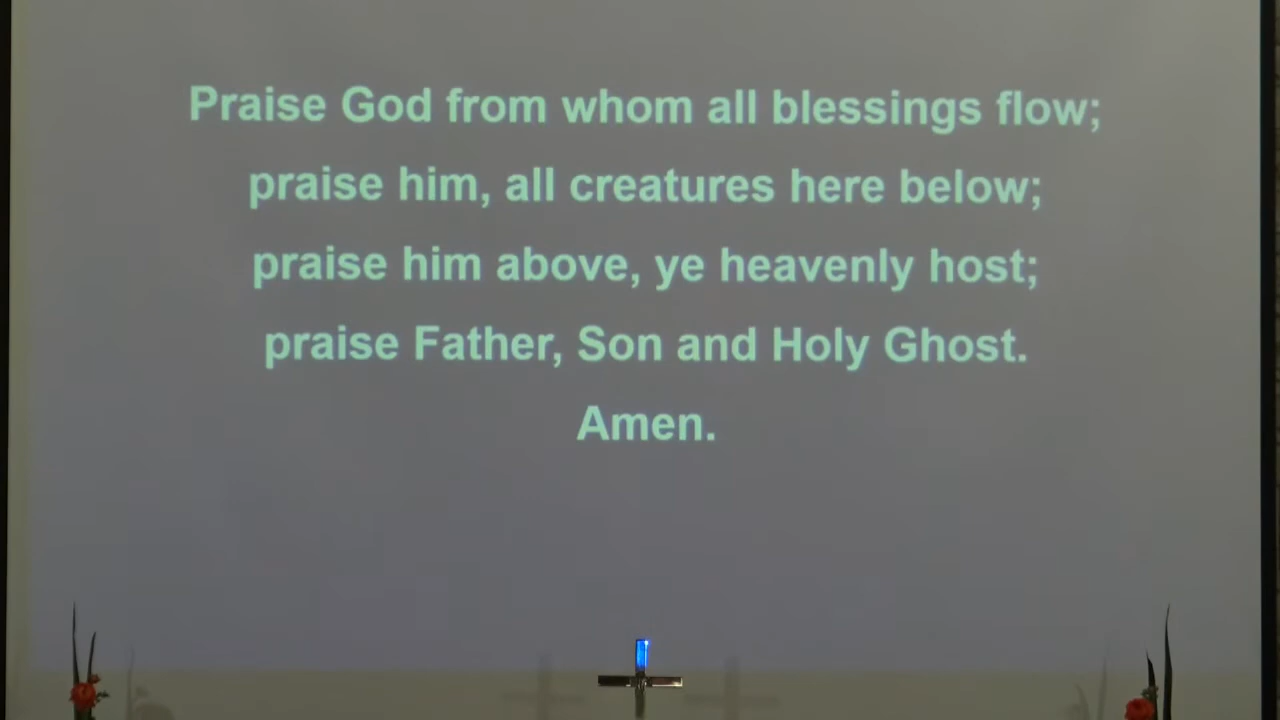 Praise God from whom all blessings flow;
praise him, all creatures here below;
praise him above, ye heavenly host;
praise Father, Son and Holy Ghost.
Amen.